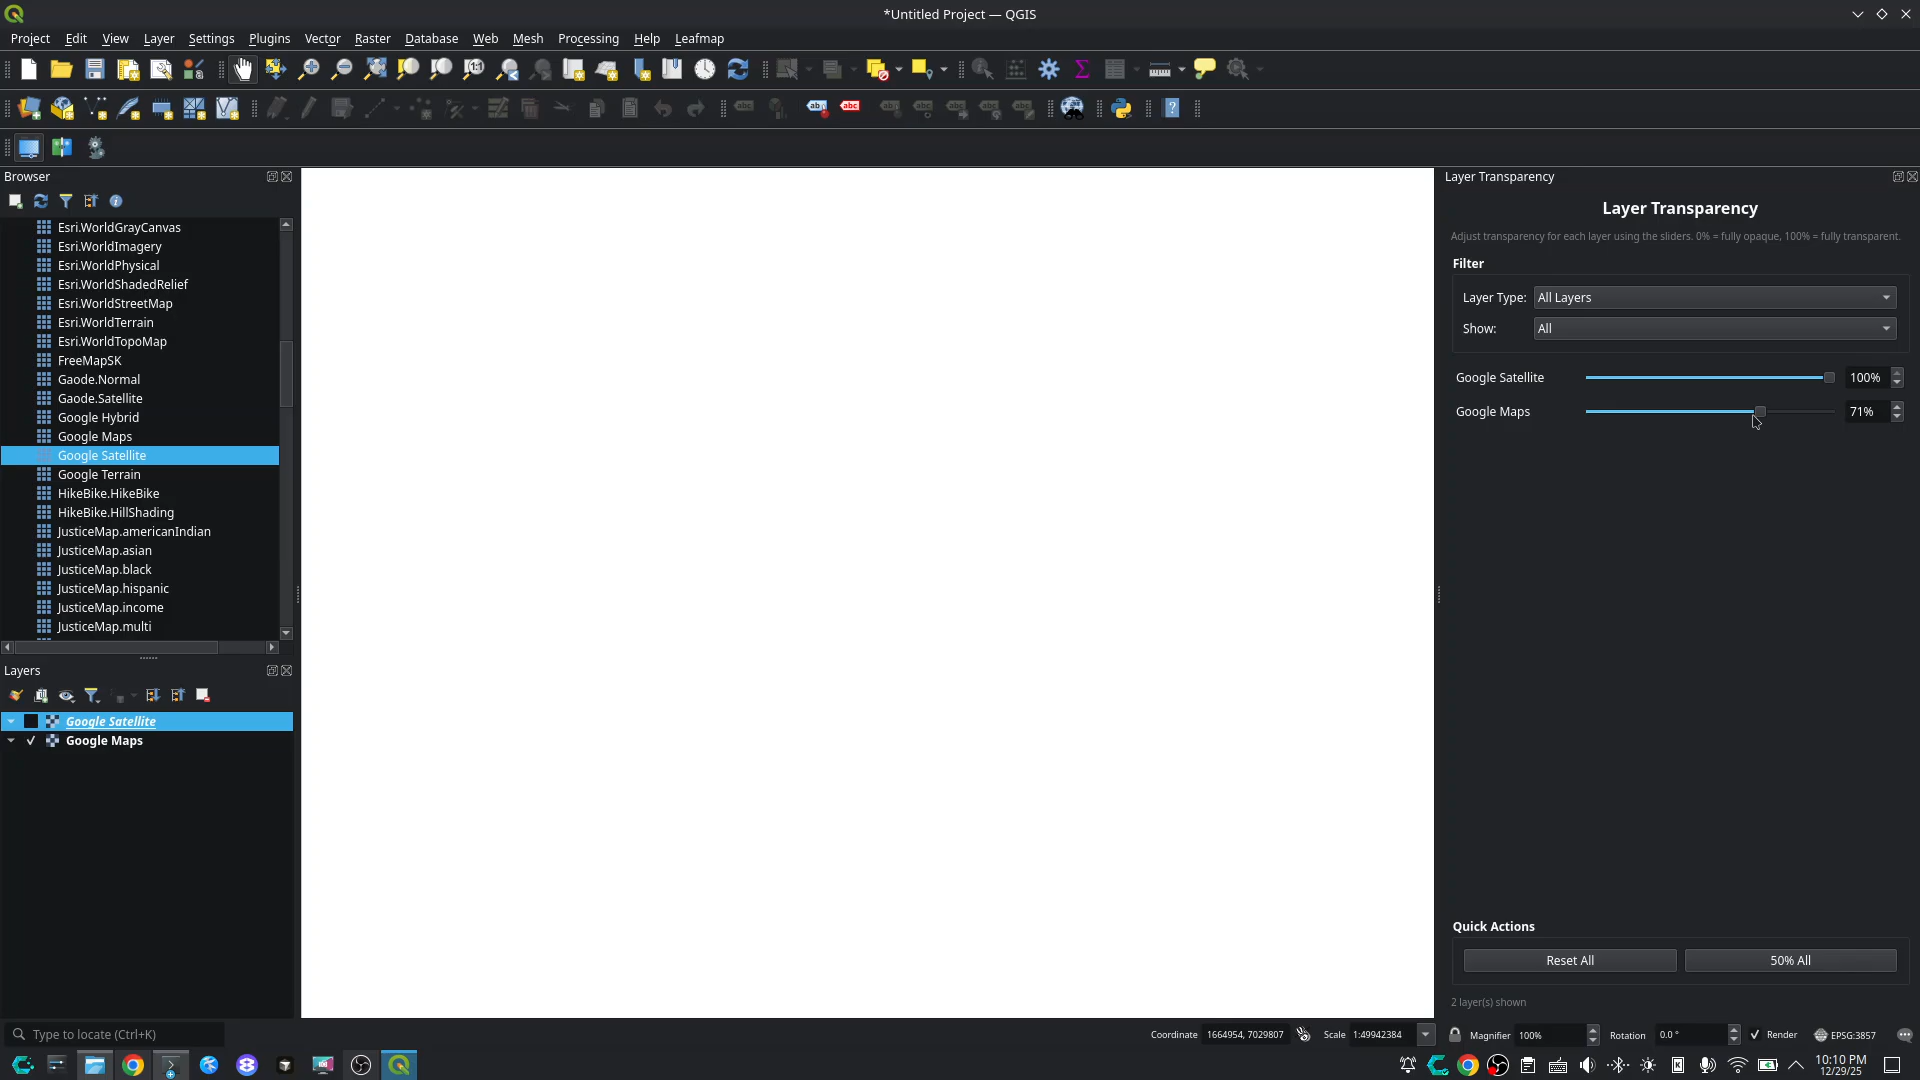 *Untitled Project — QGIS
Project Edit View Layer Settings Plugins Vector Raster Database Web Mesh Processing Help Leafmap
Browser
Esri.WorldGrayCanvas
Esri.WorldImagery
Esri.WorldPhysical
Esri.WorldShadedRelief
Esri.WorldStreetMap
Esri.WorldTerrain
Esri.WorldTopoMap
FreeMapSK
Gaode.Normal
Gaode.Satellite
Google Hybrid
Google Maps
Google Satellite
Google Terrain
HikeBike.HikeBike
HikeBike.HillShading
JusticeMap.americanIndian
JusticeMap.asian
JusticeMap.black
JusticeMap.hispanic
JusticeMap.income
JusticeMap.multi
Layers
Google Satellite
Google Maps
Layer Transparency
Layer Transparency
Adjust transparency for each layer using the sliders. 0% = fully opaque, 100% = fully transparent.
Filter
Layer Type: All Layers
Show: All
Google Satellite 100%
Google Maps 71%
Quick Actions
Reset All 50% All
2 layer(s) shown
Type to locate (Ctrl+K)
Coordinate 1664954, 7029807 Scale 1:49942384 Magnifier 100% Rotation 0.0 ° Render EPSG:3857
10:10 PM
12/29/25